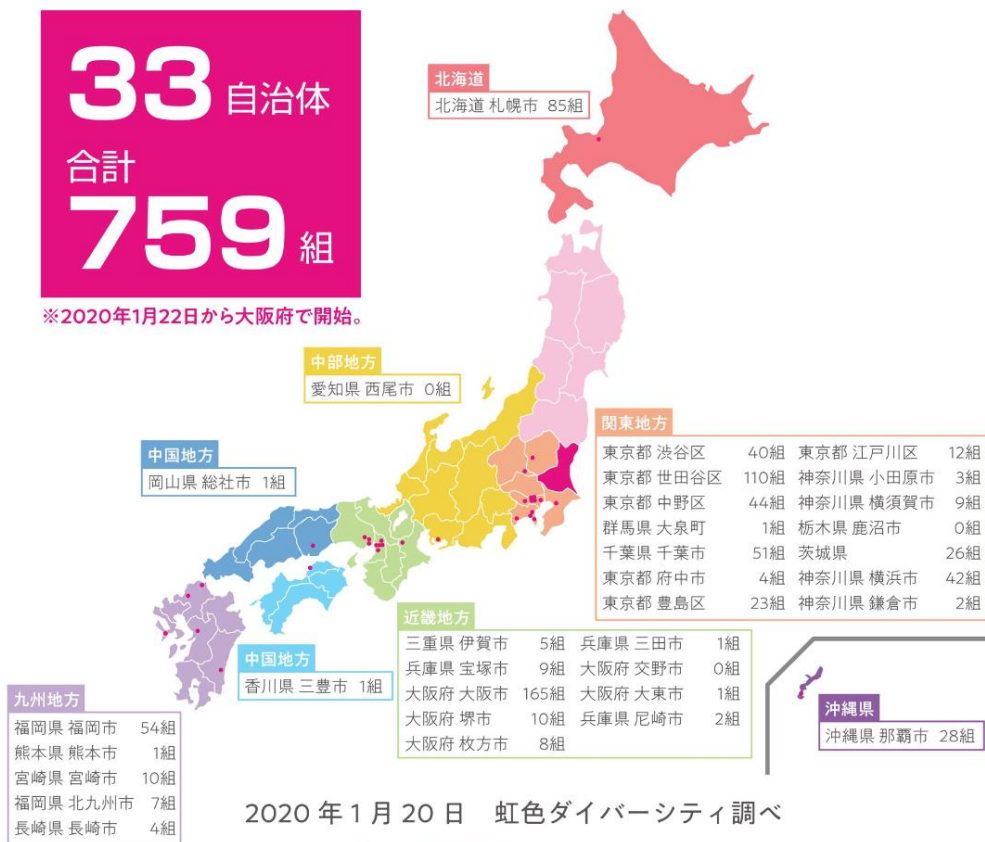 33 自治体
合計
759 組
※2020年1月22日から大阪府で開始。
北海道
北海道 札幌市 85組
中部地方
愛知県 西尾市 0組
中国地方
岡山県 総社市 1組
関東地方
東京都 渋谷区 40組 東京都 江戸川区 12組
東京都 世田谷区 110組 神奈川県 小田原市 3組
東京都 中野区 44組 神奈川県 横須賀市 9組
群馬県 大泉町 1組 栃木県 鹿沼市 0組
千葉県 千葉市 51組 茨城県 26組
東京都 府中市 4組 神奈川県 横浜市 42組
東京都 豊島区 23組 神奈川県 鎌倉市 2組
近畿地方
三重県 伊賀市 5組 兵庫県 三田市 1組
兵庫県 宝塚市 9組 大阪府 交野市 0組
大阪府 大阪市 165組 大阪府 大東市 1組
大阪府 堺市 10組 兵庫県 尼崎市 2組
大阪府 枚方市 8組
中国地方
香川県 三豊市 1組
九州地方
福岡県 福岡市 54組
熊本県 熊本市 1組
宮崎県 宮崎市 10組
福岡県 北九州市 7組
長崎県 長崎市 4組
沖縄県
沖縄県 那覇市 28組
2020年1月20日 虹色ダイバーシティ調べ